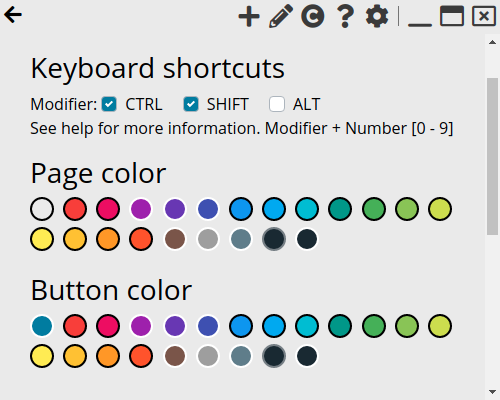 Keyboard shortcuts
Modifier: CTRL SHIFT ALT
See help for more information. Modifier + Number [0 - 9]
Page color
Button color